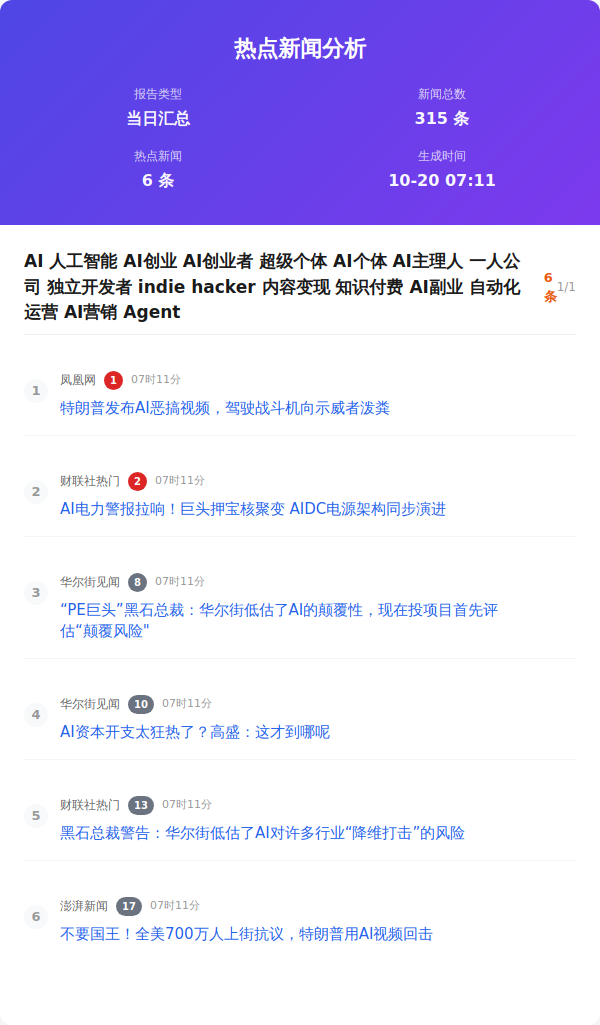 热点新闻分析
报告类型
当日汇总
新闻总数
315 条
热点新闻
6 条
生成时间
10-20 07:11
AI 人工智能 AI创业 AI创业者 超级个体 AI个体 AI主理人 一人公
司 独立开发者 indie hacker 内容变现 知识付费 AI副业 自动化
运营 AI营销 Agent
6
条
1/1
1
凤凰网 1 07时11分
特朗普发布AI恶搞视频，驾驶战斗机向示威者泼粪
2
财联社热门 2 07时11分
AI电力警报拉响！巨头押宝核聚变 AIDC电源架构同步演进
3
华尔街见闻 8 07时11分
“PE巨头”黑石总裁：华尔街低估了AI的颠覆性，现在投项目首先评
估“颠覆风险"
4
华尔街见闻 10 07时11分
AI资本开支太狂热了？高盛：这才到哪呢
5
财联社热门 13 07时11分
黑石总裁警告：华尔街低估了AI对许多行业“降维打击”的风险
6
澎湃新闻 17 07时11分
不要国王！全美700万人上街抗议，特朗普用AI视频回击